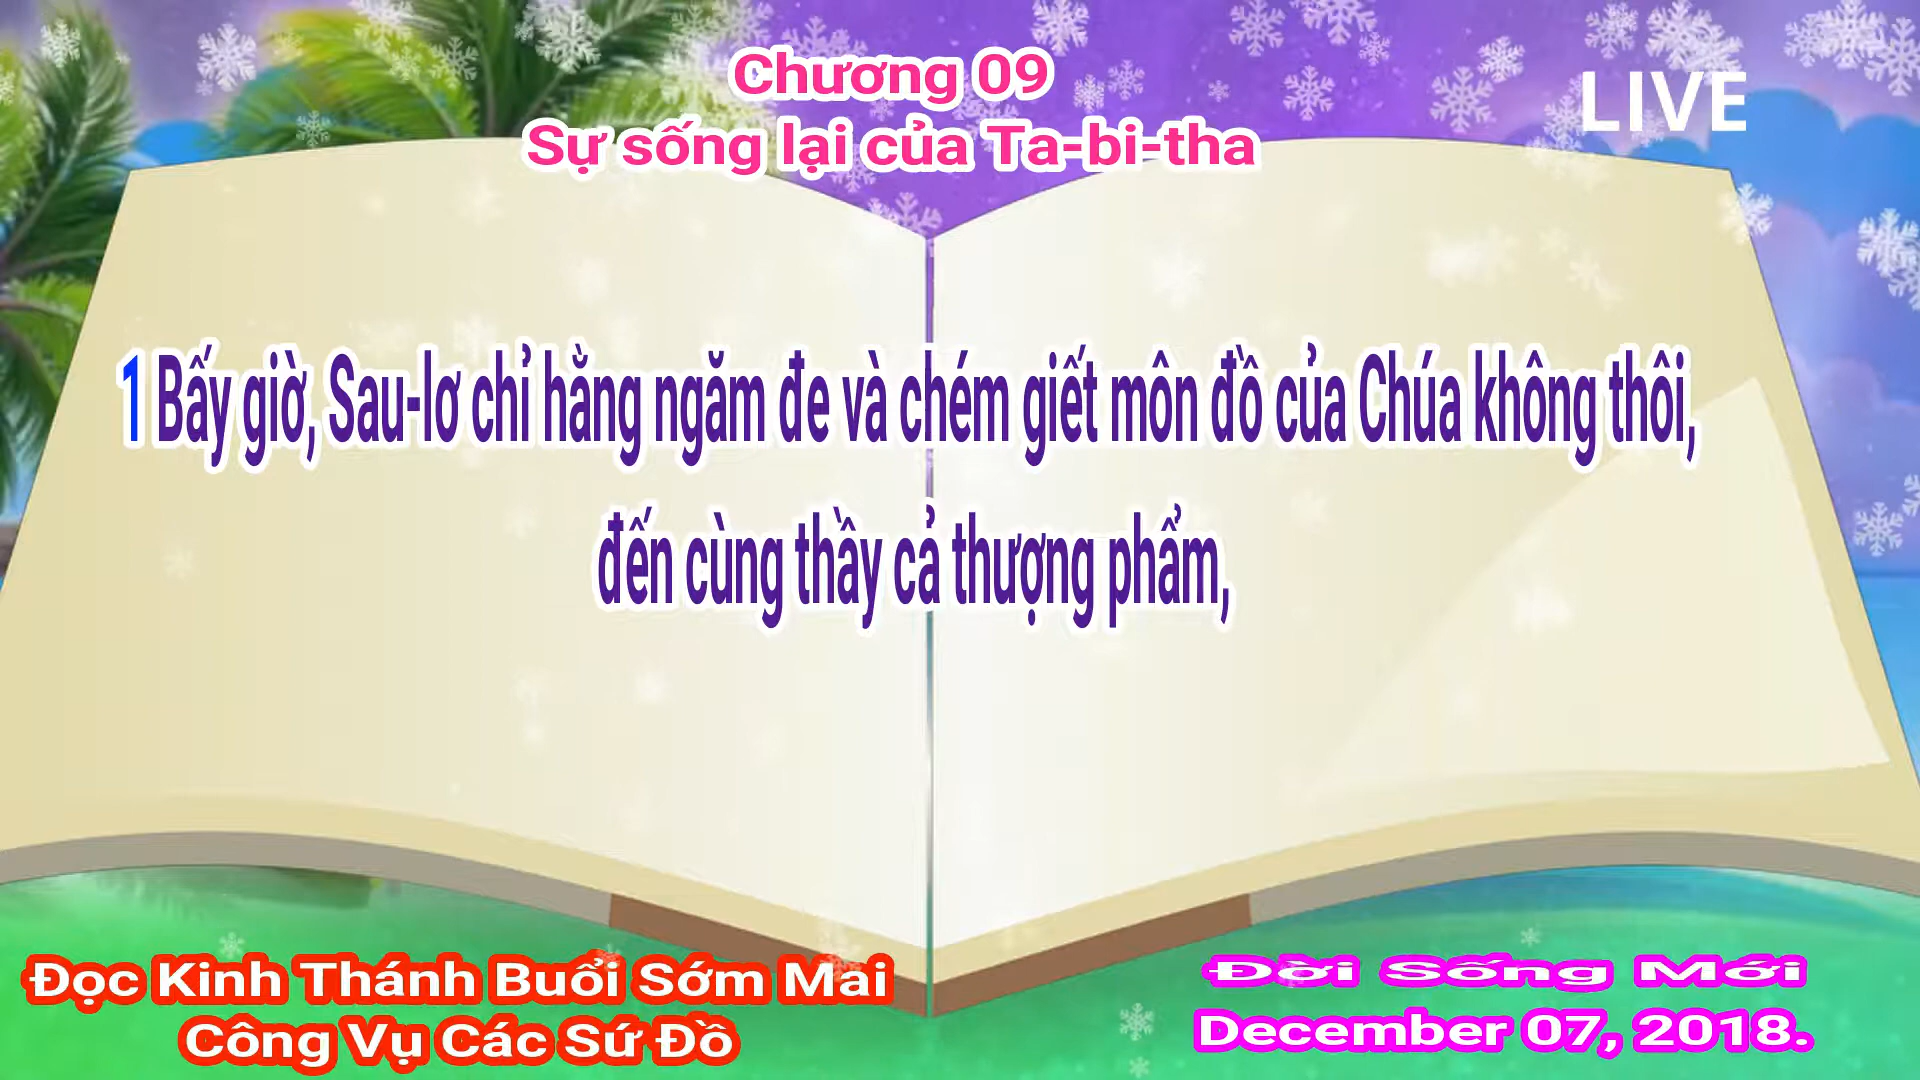 Chương 09
Sự sống lại của Ta-bi-tha
LIVE
1 Bấy giờ, Sau-lơ chỉ hằng ngăm đe và chém giết môn đồ của Chúa không thôi,
đến cùng thầy cả thượng phẩm,
Đọc Kinh Thánh Buổi Sớm Mai
Công Vụ Các Sứ Đồ
Đời Sống Mới
December 07, 2018.